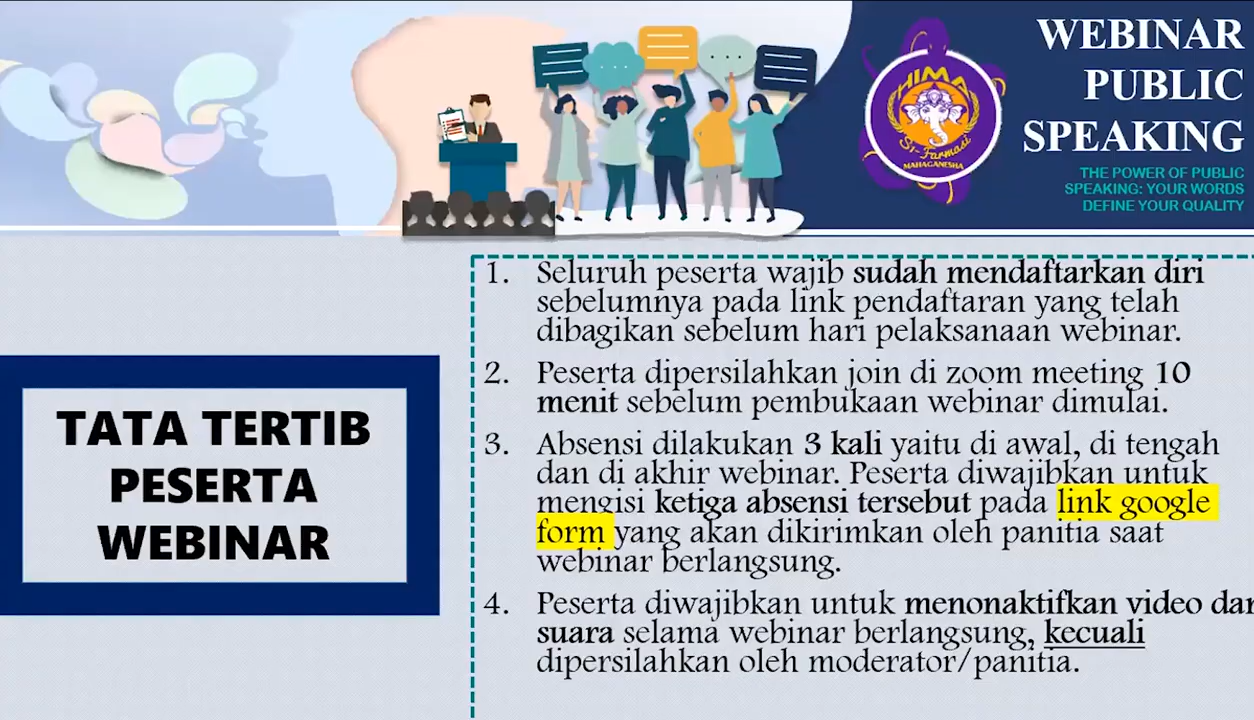 WEBINAR
PUBLIC
SPEAKING
THE POWER OF PUBLIC
SPEAKING: YOUR WORDS
DEFINE YOUR QUALITY
HIMA
S1-Farmasi
MAHAGANESHA
TATA TERTIB
PESERTA
WEBINAR
1. Seluruh peserta wajib sudah mendaftarkan diri
sebelumnya pada link pendaftaran yang telah
dibagikan sebelum hari pelaksanaan webinar.
2. Peserta dipersilahkan join di zoom meeting 10
menit sebelum pembukaan webinar dimulai.
3. Absensi dilakukan 3 kali yaitu di awal, di tengah
dan di akhir webinar. Peserta diwajibkan untuk
mengisi ketiga absensi tersebut pada link google
form yang akan dikirimkan oleh panitia saat
webinar berlangsung.
4. Peserta diwajibkan untuk menonaktifkan video dan
suara selama webinar berlangsung, kecuali
dipersilahkan oleh moderator/panitia.